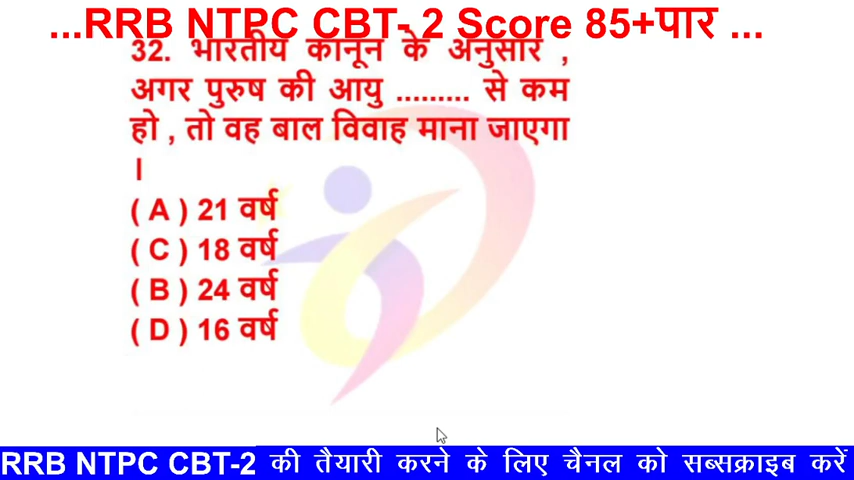 ...RRB NTPC CBT- 2 Score 85+पार ...
32. भारतीय कानून के अनुसार ,
अगर पुरुष की आयु ......... से कम
हो , तो वह बाल विवाह माना जाएगा
।
( A ) 21 वर्ष
( C ) 18 वर्ष
( B ) 24 वर्ष
( D ) 16 वर्ष
RRB NTPC CBT-2 की तैयारी करने के लिए चैनल को सब्सक्राइब करें